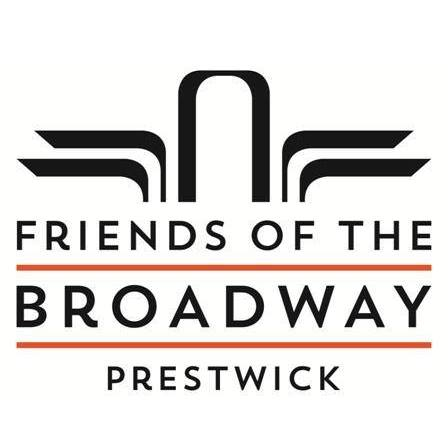 FRIENDS OF THE
BROADWAY
PRESTWICK